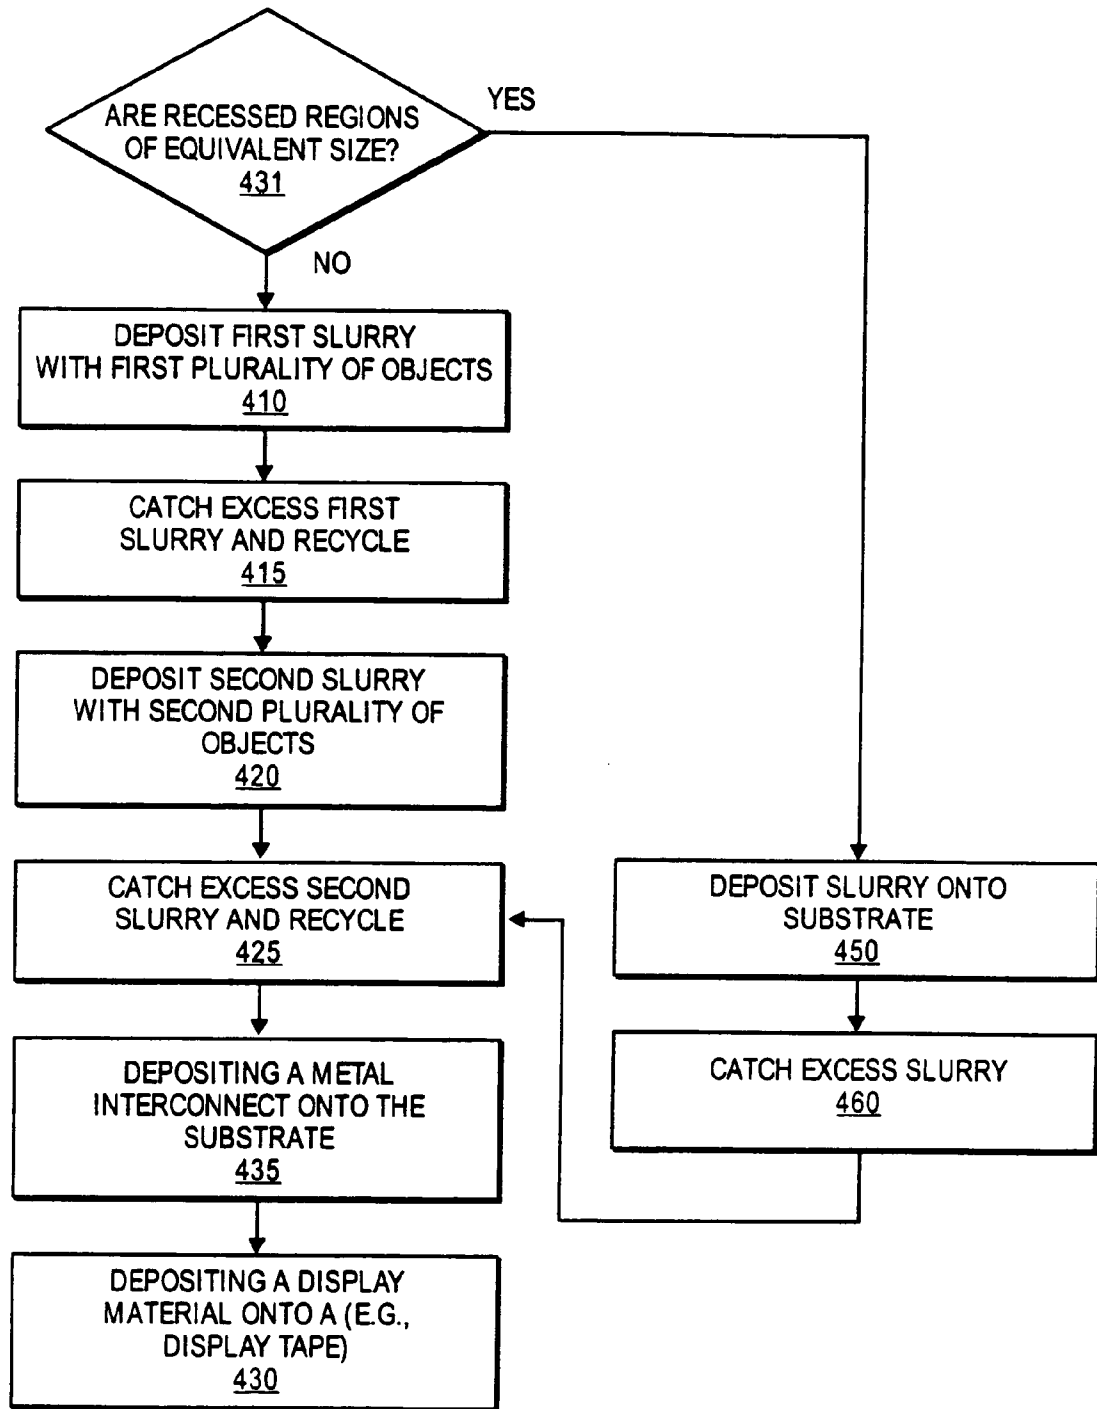 ARE RECESSED REGIONS
OF EQUIVALENT SIZE?
431
YES
NO
DEPOSIT FIRST SLURRY
WITH FIRST PLURALITY OF OBJECTS
410
CATCH EXCESS FIRST
SLURRY AND RECYCLE
415
DEPOSIT SECOND SLURRY
WITH SECOND PLURALITY OF
OBJECTS
420
CATCH EXCESS SECOND
SLURRY AND RECYCLE
425
DEPOSITING A METAL
INTERCONNECT ONTO THE
SUBSTRATE
435
DEPOSITING A DISPLAY
MATERIAL ONTO A (E.G.,
DISPLAY TAPE)
430
DEPOSIT SLURRY ONTO
SUBSTRATE
450
CATCH EXCESS SLURRY
460